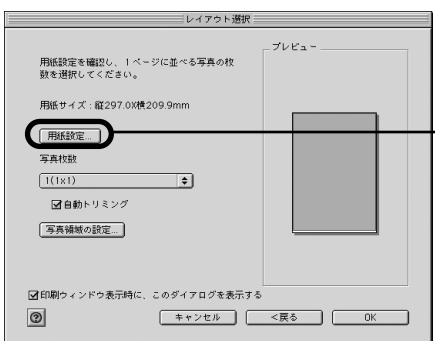 レイアウト選択
用紙設定を確認し、1ページに並べる写真の枚
数を選択してください。
用紙サイズ：縦297.0X横209.9mm
用紙設定...
写真枚数
1(1x1)
自動トリミング
写真領域の設定...
プレビュー
印刷ウィンドウ表示時に、このダイアログを表示する
?
キャンセル
<戻る
OK